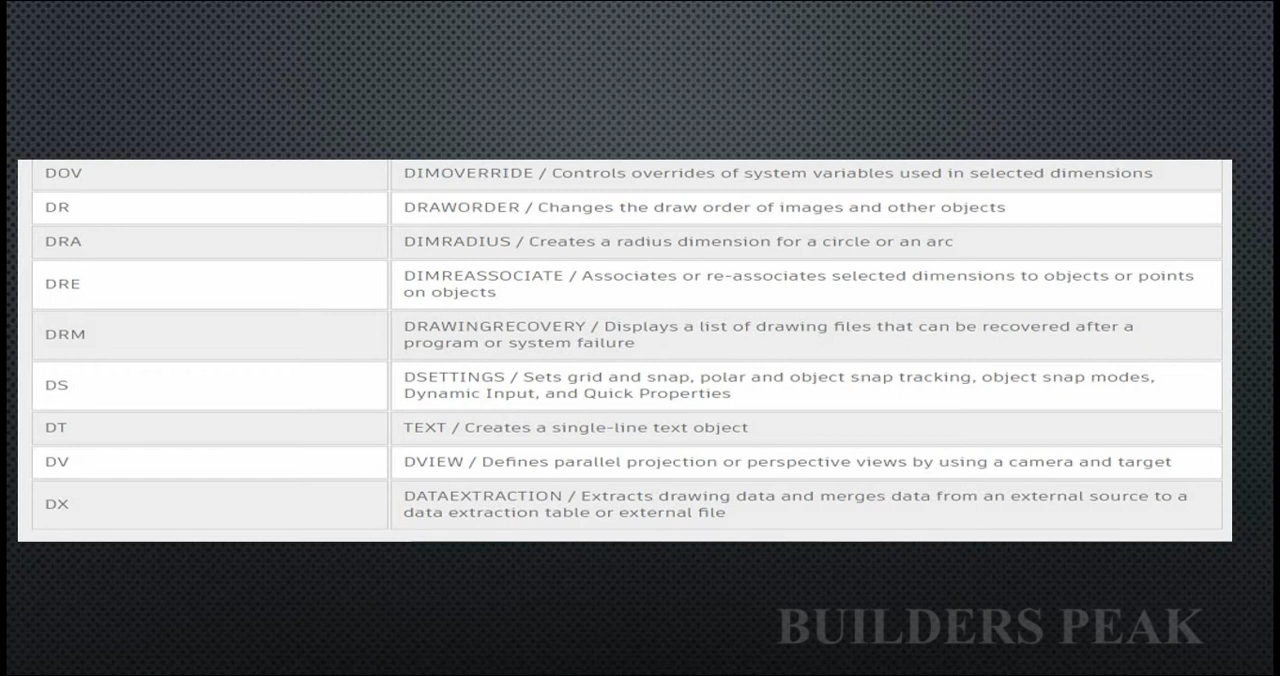 DOV
DIMOVERRIDE / Controls overrides of system variables used in selected dimensions
DR
DRAWORDER / Changes the draw order of images and other objects
DRA
DIMRADIUS / Creates a radius dimension for a circle or an arc
DRE
DIMREASSOCIATE / Associates or re-associates selected dimensions to objects or points
on objects
DRM
DRAWINGRECOVERY / Displays a list of drawing files that can be recovered after a
program or system failure
DS
DSETTINGS / Sets grid and snap, polar and object snap tracking, object snap modes,
Dynamic Input, and Quick Properties
DT
TEXT / Creates a single-line text object
DV
DVIEW / Defines parallel projection or perspective views by using a camera and target
DX
DATAEXTRACTION / Extracts drawing data and merges data from an external source to a
data extraction table or external file
BUILDERS PEAK